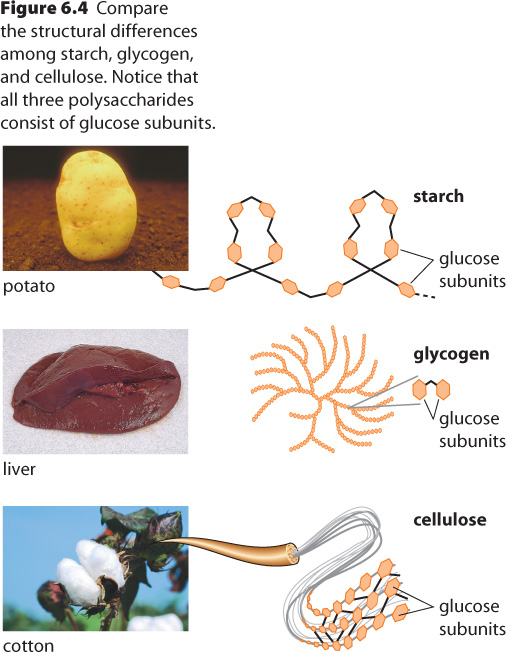 Figure 6.4 Compare
the structural differences
among starch, glycogen,
and cellulose. Notice that
all three polysaccharides
consist of glucose subunits.
starch
glucose
subunits
potato
glycogen
glucose
subunits
liver
cellulose
glucose
subunits
cotton